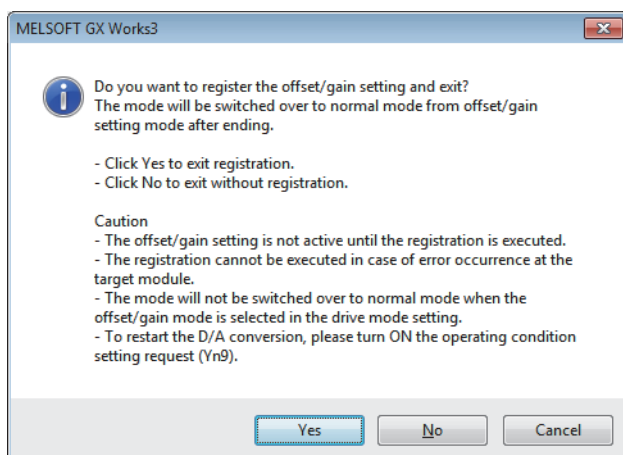 MELSOFT GX Works3
Do you want to register the offset/gain setting and exit?
The mode will be switched over to normal mode from offset/gain
setting mode after ending.
- Click Yes to exit registration.
- Click No to exit without registration.
Caution
- The offset/gain setting is not active until the registration is executed.
- The registration cannot be executed in case of error occurrence at the
target module.
- The mode will not be switched over to normal mode when the
offset/gain mode is selected in the drive mode setting.
- To restart the D/A conversion, please turn ON the operating condition
setting request (Yn9).
Yes No Cancel